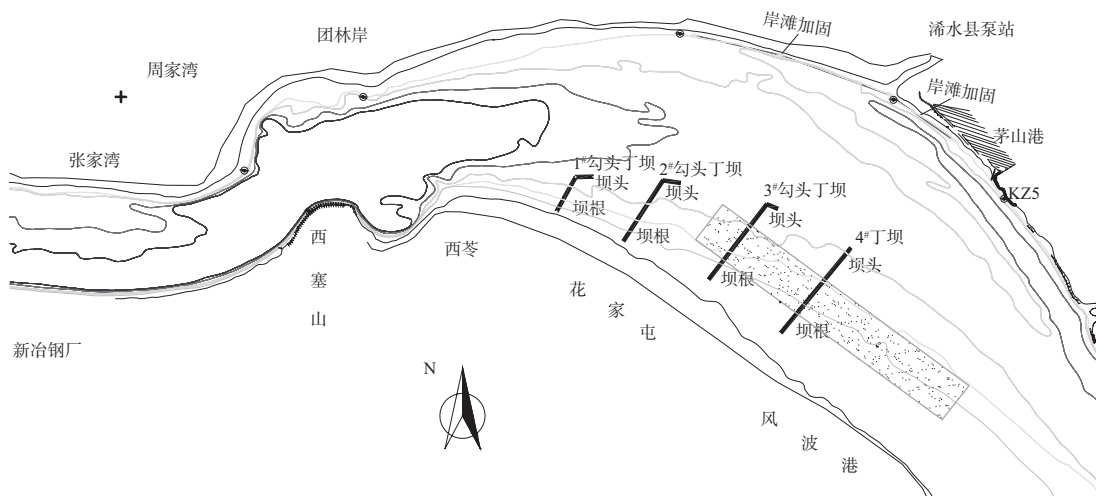 团林岸
岸滩加固
浠水县泵站
周家湾
岸滩加固
茅山港
张家湾
1#勾头丁坝
2#勾头丁坝
坝头
坝头
3#勾头丁坝
KZ5
坝根
坝头
坝根
4#丁坝
西塞山
西苓
坝头
坝根
花家屯
坝根
新冶钢厂
N
风波港